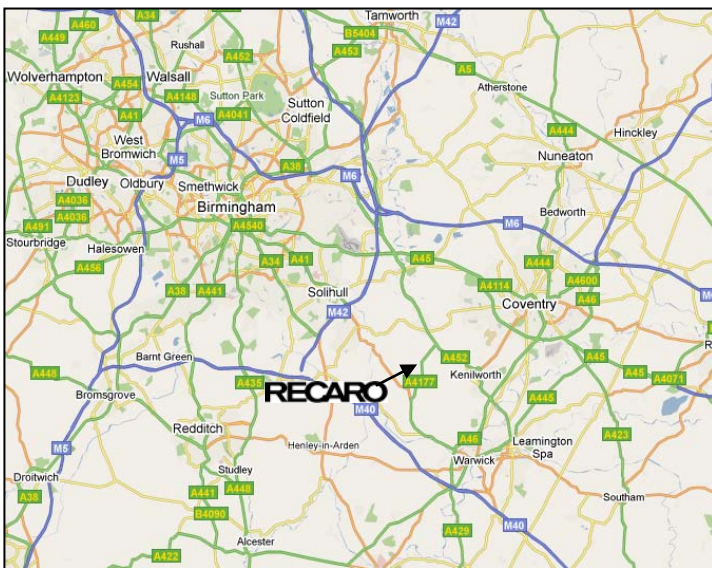 Tamworth
A34
M42
A460
B5404
A449
Rushall
A452
A453
A5
Wolverhampton
Walsall
Atherstone
A454
A4148
Sutton Park
Sutton
Coldfield
A4123
A41
M6
A4041
A444
Hinckley
West
Bromwich
M5
A38
Nuneaton
Dudley
Oldbury
Smethwick
M6
A4036
Birmingham
Bedworth
A4036
A491
A4540
M6
Stourbridge
Halesowen
A34
A41
A45
A444
A4600
A456
A4114
A46
A38
A441
Solihull
Coventry
M42
Barnt Green
A452
A45
A448
A435
RECARO
A4177
Kenilworth
A45
A4071
Bromsgrove
M40
A445
Redditch
A46
Leamington
Spa
A423
Henley-in-Arden
M5
Warwick
Studley
Droitwich
A38
A441
A448
Southam
B4090
M40
A429
Alcester
A422